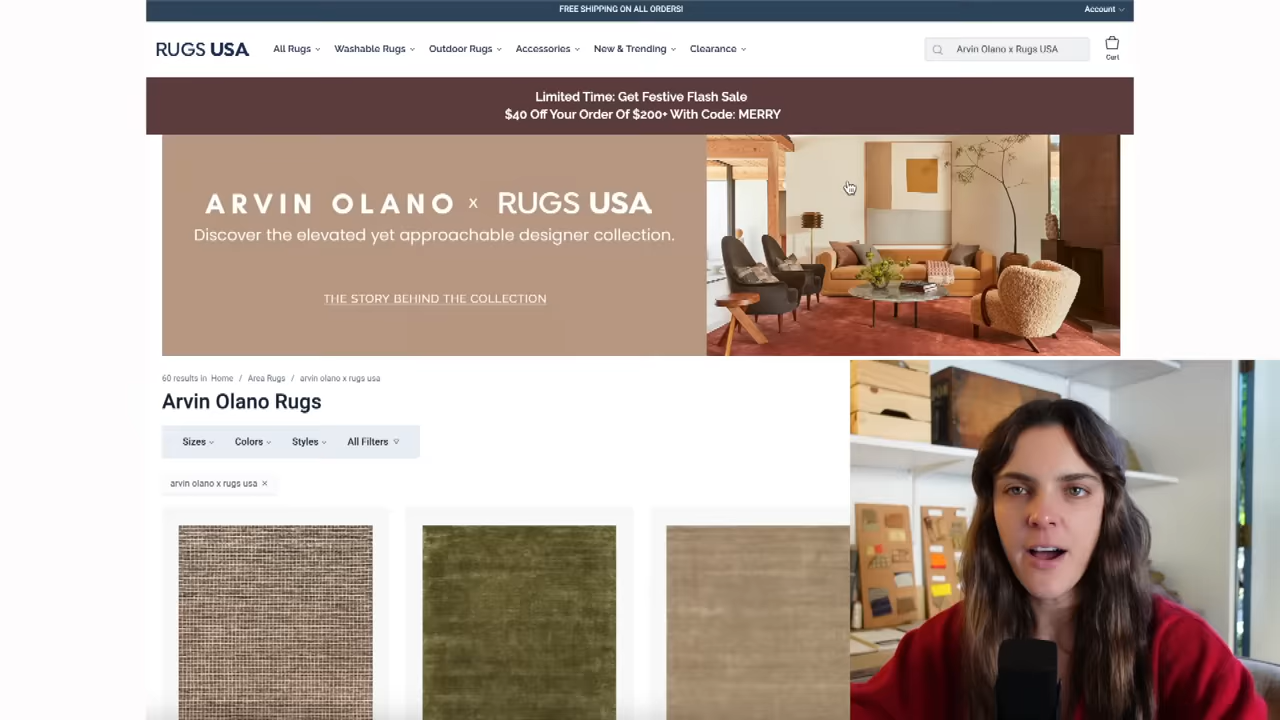 FREE SHIPPING ON ALL ORDERS!
Account
RUGS USA
All Rugs
Washable Rugs
Outdoor Rugs
Accessories
New & Trending
Clearance
Arvin Olano x Rugs USA
Cart
Limited Time: Get Festive Flash Sale
$40 Off Your Order Of $200+ With Code: MERRY
ARVIN OLANO x RUGS USA
Discover the elevated yet approachable designer collection.
THE STORY BEHIND THE COLLECTION
60 results in Home / Area Rugs / arvin olano x rugs usa
Arvin Olano Rugs
Sizes
Colors
Styles
All Filters
arvin olano x rugs usa ×